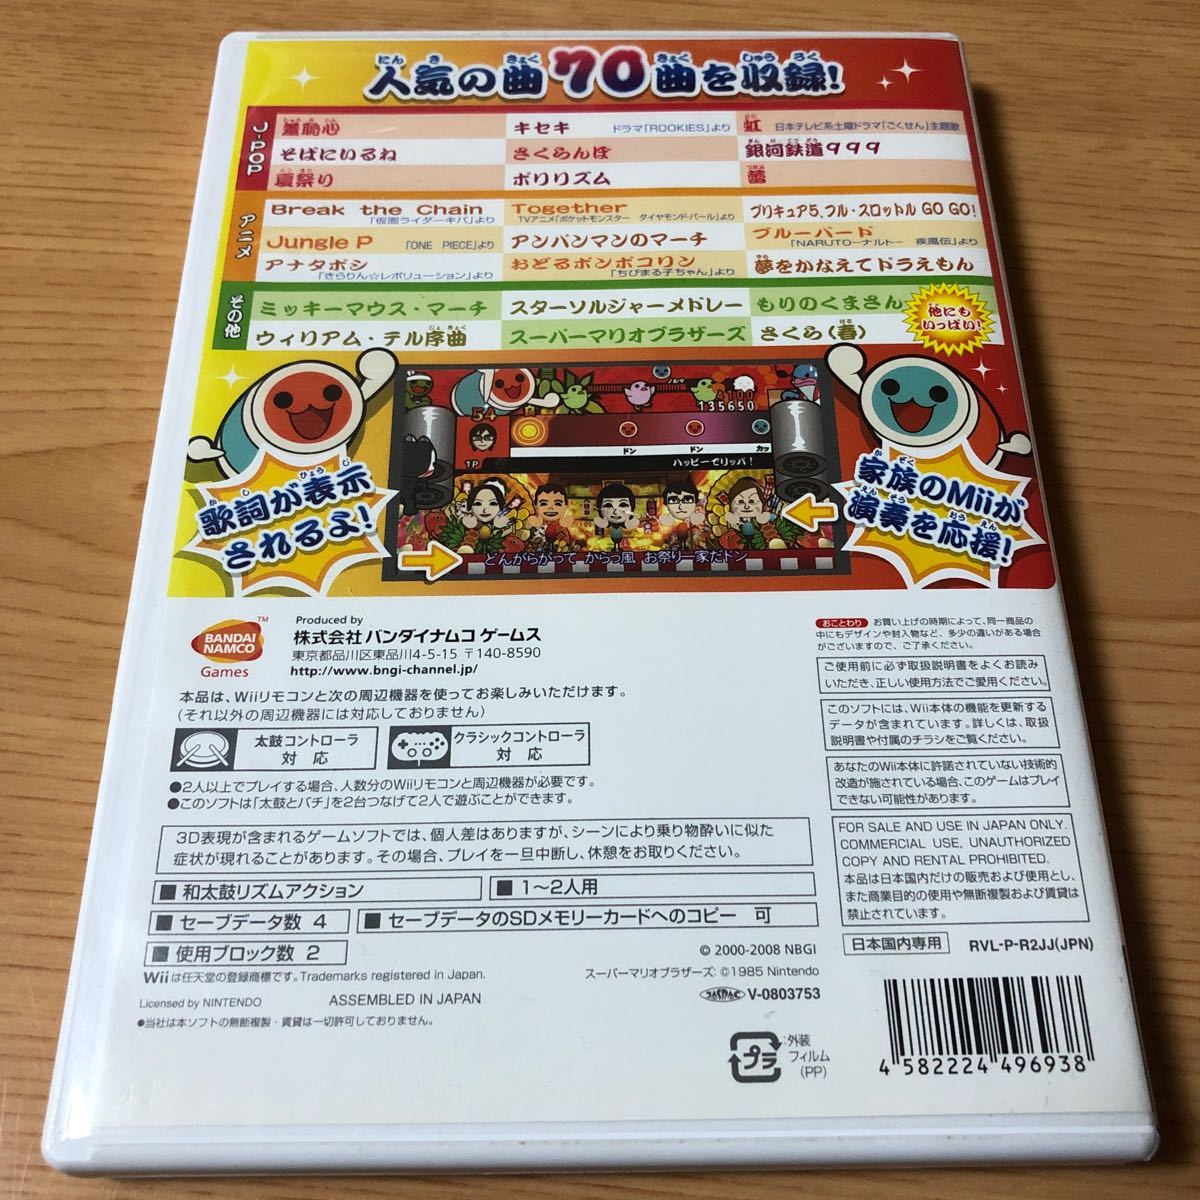 人気の曲70曲を収録!
にん き きょく きょく しゅう ろく
J-POP
羞恥心
キセキ ドラマ「ROOKIES」より
虹 日本テレビ系土曜ドラマ「ごくせん」主題歌
そばにいるね
さくらんぼ
銀河鉄道999
夏祭り
ポリリズム
蕾
アニメ
Break the Chain
「仮面ライダーキバ」より
Together
TVアニメ「ポケットモンスター ダイヤモンド・パール」より
プリキュア5、フル・スロットル GO GO!
Jungle P 「ONE PIECE」より
アンパンマンのマーチ
ブルーバード
「NARUTO－ナルト－ 疾風伝」より
アナタボシ
「きらりん☆レボリューション」より
おどるポンポコリン
「ちびまる子ちゃん」より
夢をかなえてドラえもん
その他
ミッキーマウス・マーチ
スターソルジャーメドレー
もりのくまさん
ウィリアム・テル序曲
スーパーマリオブラザーズ
さくら(春)
他にもいっぱい!
54
ノルマ
4100
135650
1P
ドン ドン カッ
ハッピーでリッパ!
どんがらがって からっ風 お祭り一家だドン
歌詞が表示
されるよ!
家族のMiiが
演奏を応援!
BANDAI
NAMCO
Games
TM
Produced by
株式会社 バンダイナムコ ゲームス
東京都品川区東品川4-5-15 〒140-8590
http://www.bngi-channel.jp/
本品は、Wiiリモコンと次の周辺機器を使ってお楽しみいただけます。
(それ以外の周辺機器には対応しておりません)
太鼓コントローラ
対 応
クラシックコントローラ
対 応
●2人以上でプレイする場合、人数分のWiiリモコンと周辺機器が必要です。
●このソフトは「太鼓とバチ」を2台つなげて2人で遊ぶことができます。
3D表現が含まれるゲームソフトでは、個人差はありますが、シーンにより乗り物酔いに似た
症状が現れることがあります。その場合、プレイを一旦中断し、休憩をお取りください。
■ 和太鼓リズムアクション
■ 1～2人用
■ セーブデータ数 4
■ セーブデータのSDメモリーカードへのコピー 可
■ 使用ブロック数 2
Wiiは任天堂の登録商標です。Trademarks registered in Japan.
Licensed by NINTENDO
ASSEMBLED IN JAPAN
●当社は本ソフトの無断複製・賃貸は一切許可しておりません。
© 2000-2008 NBGI
スーパーマリオブラザーズ:©1985 Nintendo
JASRAC V-0803753
おことわり お買い上げの時期によって、同一商品の
中にもデザインや封入物など、多少の違いがある場合
がございますので、ご了承ください。
ご使用前に必ず取扱説明書をよくお読み
いただき、正しい使用方法でご愛用ください。
このソフトには、Wii本体の機能を更新する
データが含まれています。詳しくは、取扱
説明書や付属のチラシをご覧ください。
あなたのWii本体に許諾されていない技術的
改造が施されている場合、このゲームはプレイ
できない可能性があります。
FOR SALE AND USE IN JAPAN ONLY.
COMMERCIAL USE, UNAUTHORIZED
COPY AND RENTAL PROHIBITED.
本品は日本国内だけの販売および使用とし、
また商業目的の使用や無断複製および賃貸は
禁止されています。
日本国内専用
RVL-P-R2JJ(JPN)
プラ
:外装
フィルム
(PP)
4 582224 496938